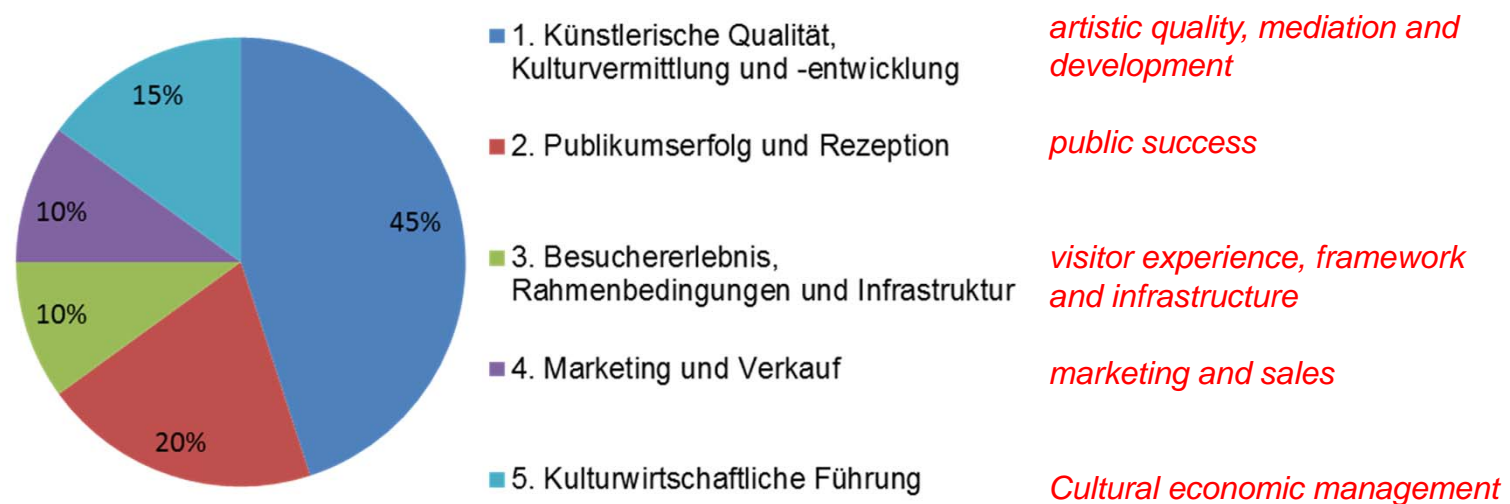 45%
20%
10%
10%
15%
1. Künstlerische Qualität,
Kulturvermittlung und -entwicklung
artistic quality, mediation and
development
2. Publikumserfolg und Rezeption
public success
3. Besuchererlebnis,
Rahmenbedingungen und Infrastruktur
visitor experience, framework
and infrastructure
4. Marketing und Verkauf
marketing and sales
5. Kulturwirtschaftliche Führung
Cultural economic management